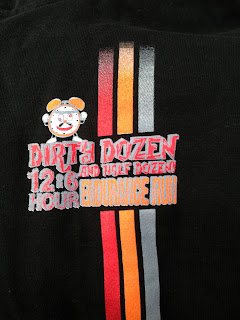 DIRTY DOZEN
(AND HALF DOZEN)
12 & 6
HOUR ENDURANCE RUN